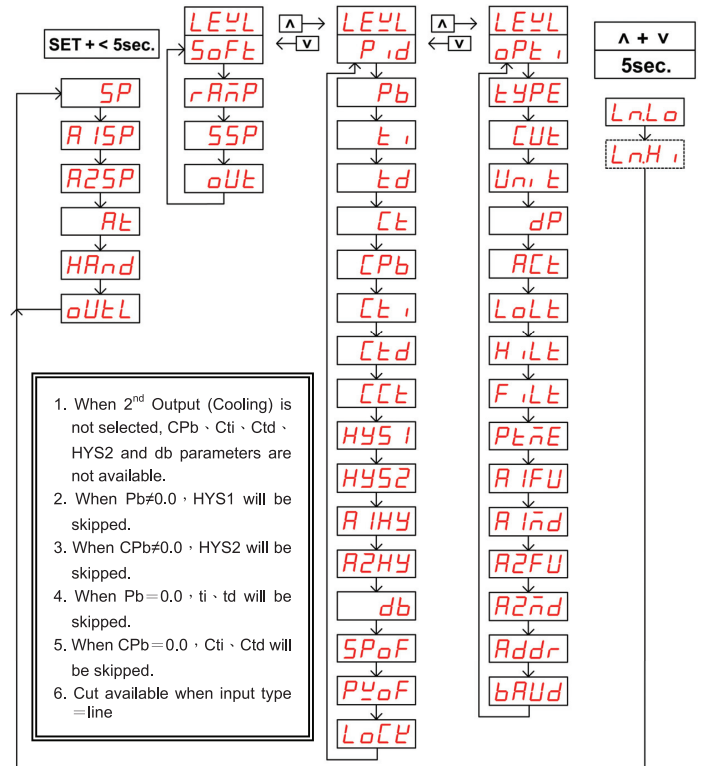 SET + < 5sec.
SP
A1SP
A2SP
At
HAnd
oUtL
LEVL
SoFt
rAmP
SSP
oUt
∧
∨
LEVL
Pid
Pb
ti
td
Ct
CPb
Cti
Ctd
CCt
HYS1
HYS2
A1HY
A2HY
db
SPoF
PVoF
LoCK
∧
∨
LEVL
oPti
tYPE
CUt
Unit
dP
ACt
LoLt
HiLt
FiLt
PtmE
A1FU
A1md
A2FU
A2md
Addr
bAUd
∧ + ∨
5sec.
Ln.Lo
Ln.Hi
1. When 2nd Output (Cooling) is
not selected, CPb、Cti、Ctd、
HYS2 and db parameters are
not available.
2. When Pb≠0.0，HYS1 will be
skipped.
3. When CPb≠0.0，HYS2 will be
skipped.
4. When Pb＝0.0，ti、td will be
skipped.
5. When CPb＝0.0，Cti、Ctd will
be skipped.
6. Cut available when input type
＝line